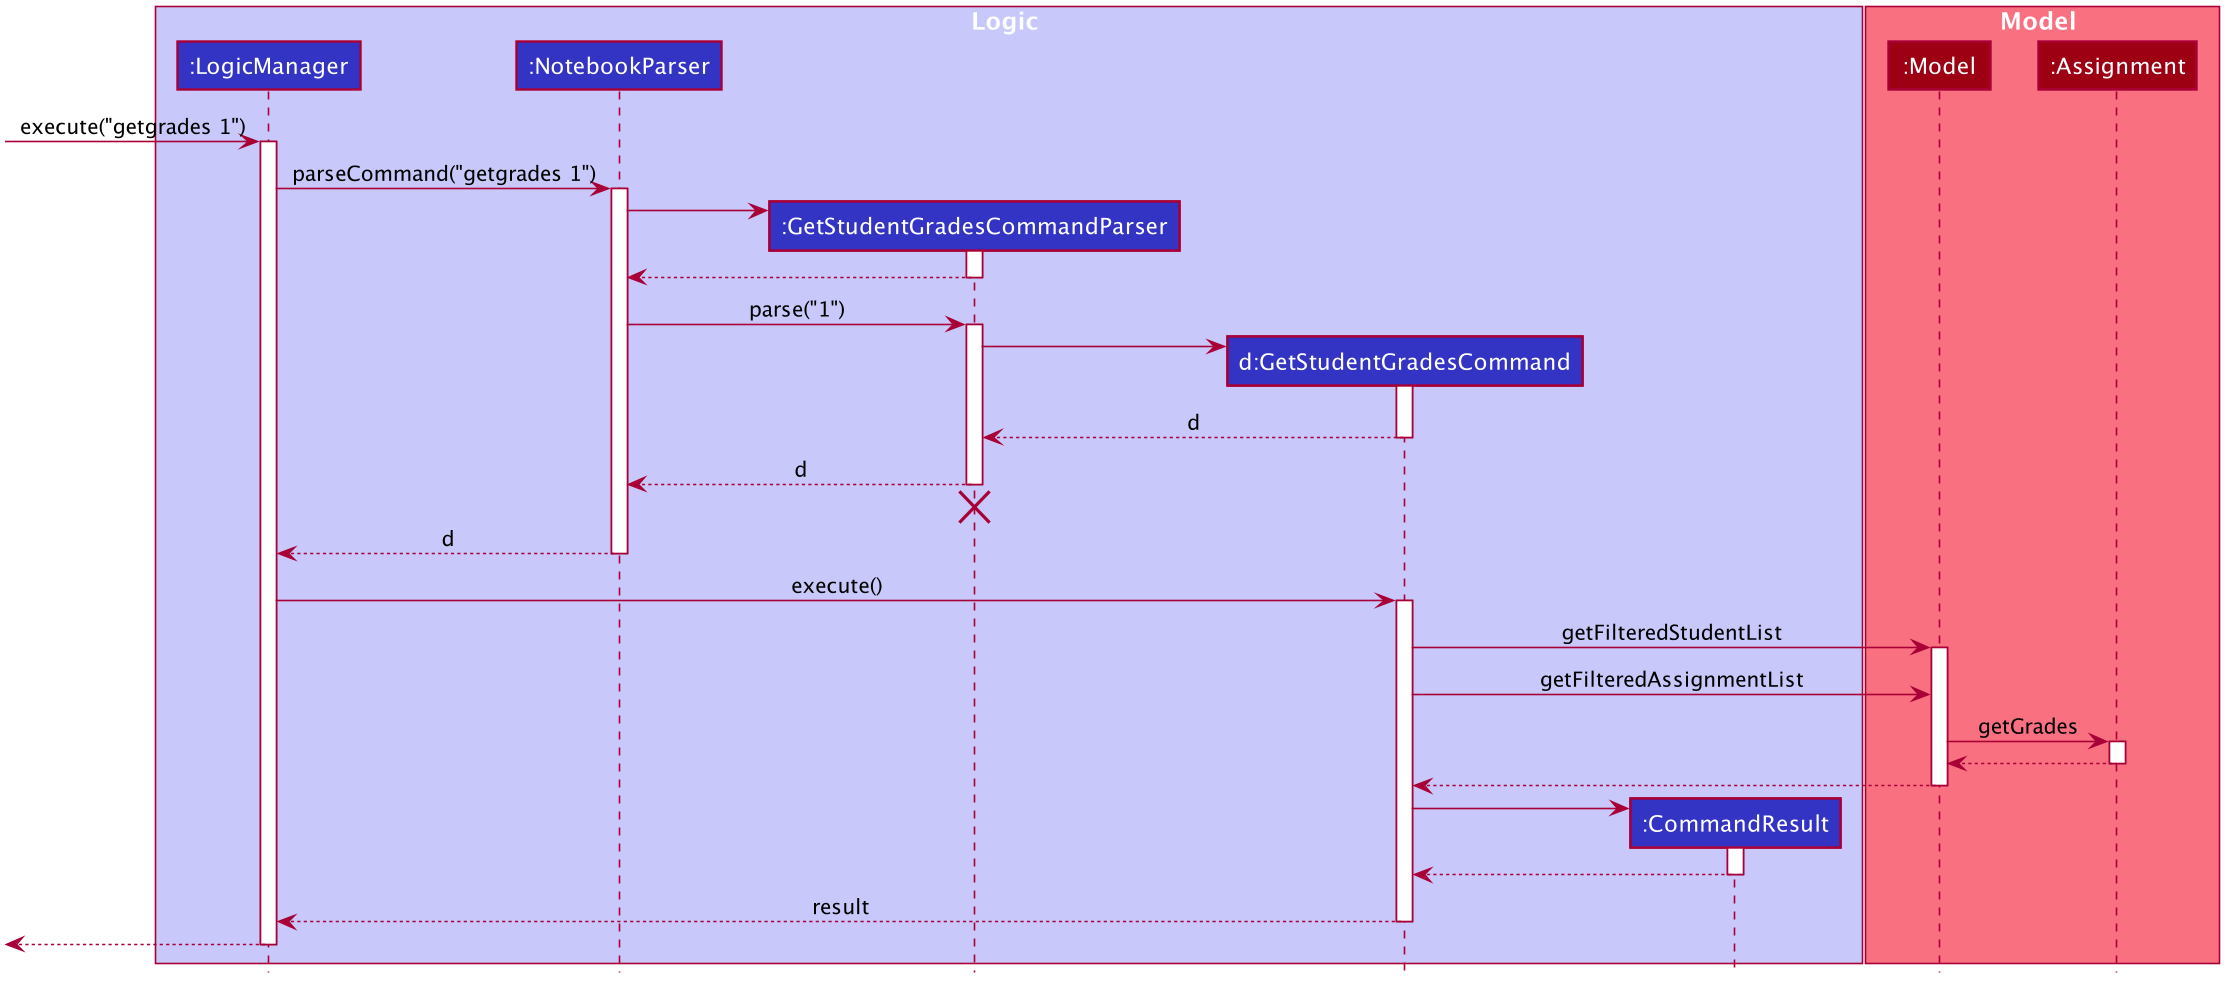 Logic
Model
:LogicManager
:NotebookParser
:Model
:Assignment
execute("getgrades 1")
parseCommand("getgrades 1")
:GetStudentGradesCommandParser
parse("1")
d:GetStudentGradesCommand
d
d
d
execute()
getFilteredStudentList
getFilteredAssignmentList
getGrades
:CommandResult
result